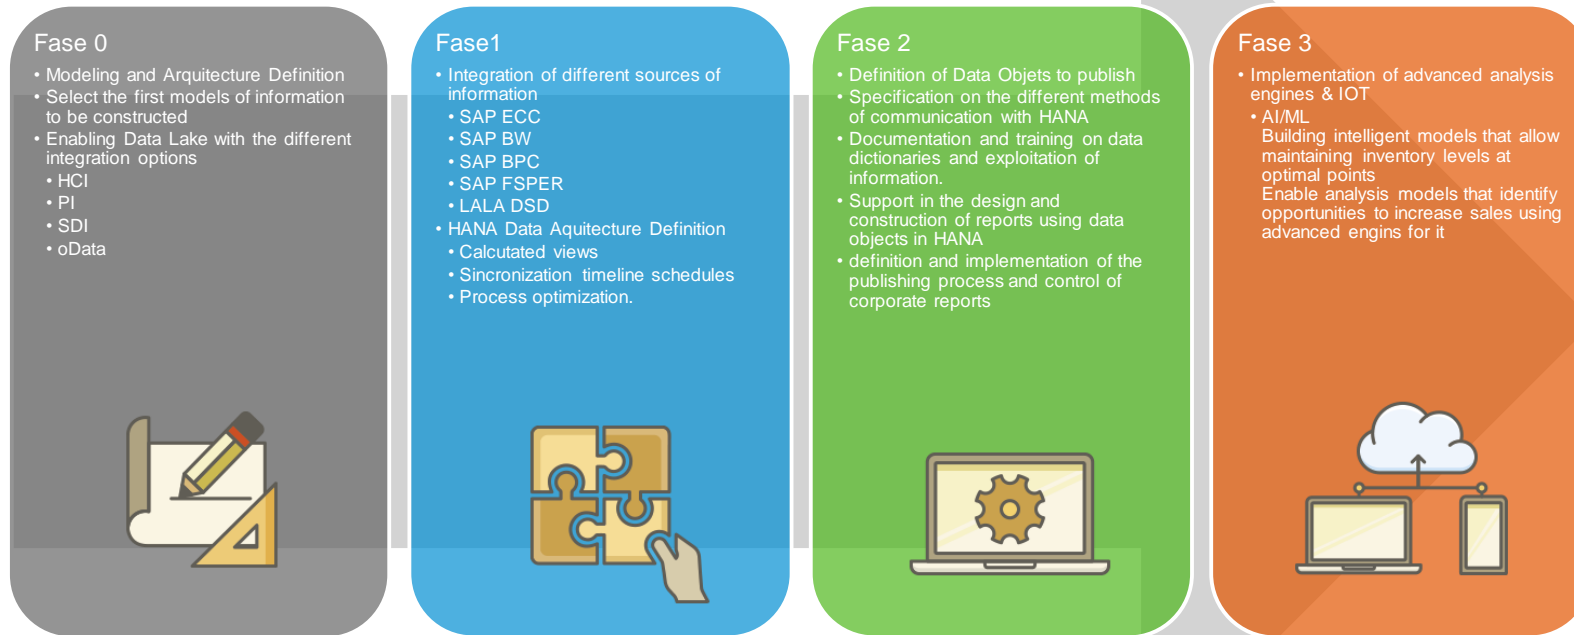 Fase 0
• Modeling and Arquitecture Definition
• Select the first models of information
to be constructed
• Enabling Data Lake with the different
integration options
• HCI
• PI
• SDI
• oData
Fase1
• Integration of different sources of
information
• SAP ECC
• SAP BW
• SAP BPC
• SAP FSPER
• LALA DSD
• HANA Data Aquitecture Definition
• Calcutated views
• Sincronization timeline schedules
• Process optimization.
Fase 2
• Definition of Data Objets to publish
• Specification on the different methods
of communication with HANA
• Documentation and training on data
dictionaries and exploitation of
information.
• Support in the design and
construction of reports using data
objects in HANA
• definition and implementation of the
publishing process and control of
corporate reports
Fase 3
• Implementation of advanced analysis
engines & IOT
• AI/ML
Building intelligent models that allow
maintaining inventory levels at
optimal points
Enable analysis models that identify
opportunities to increase sales using
advanced engins for it